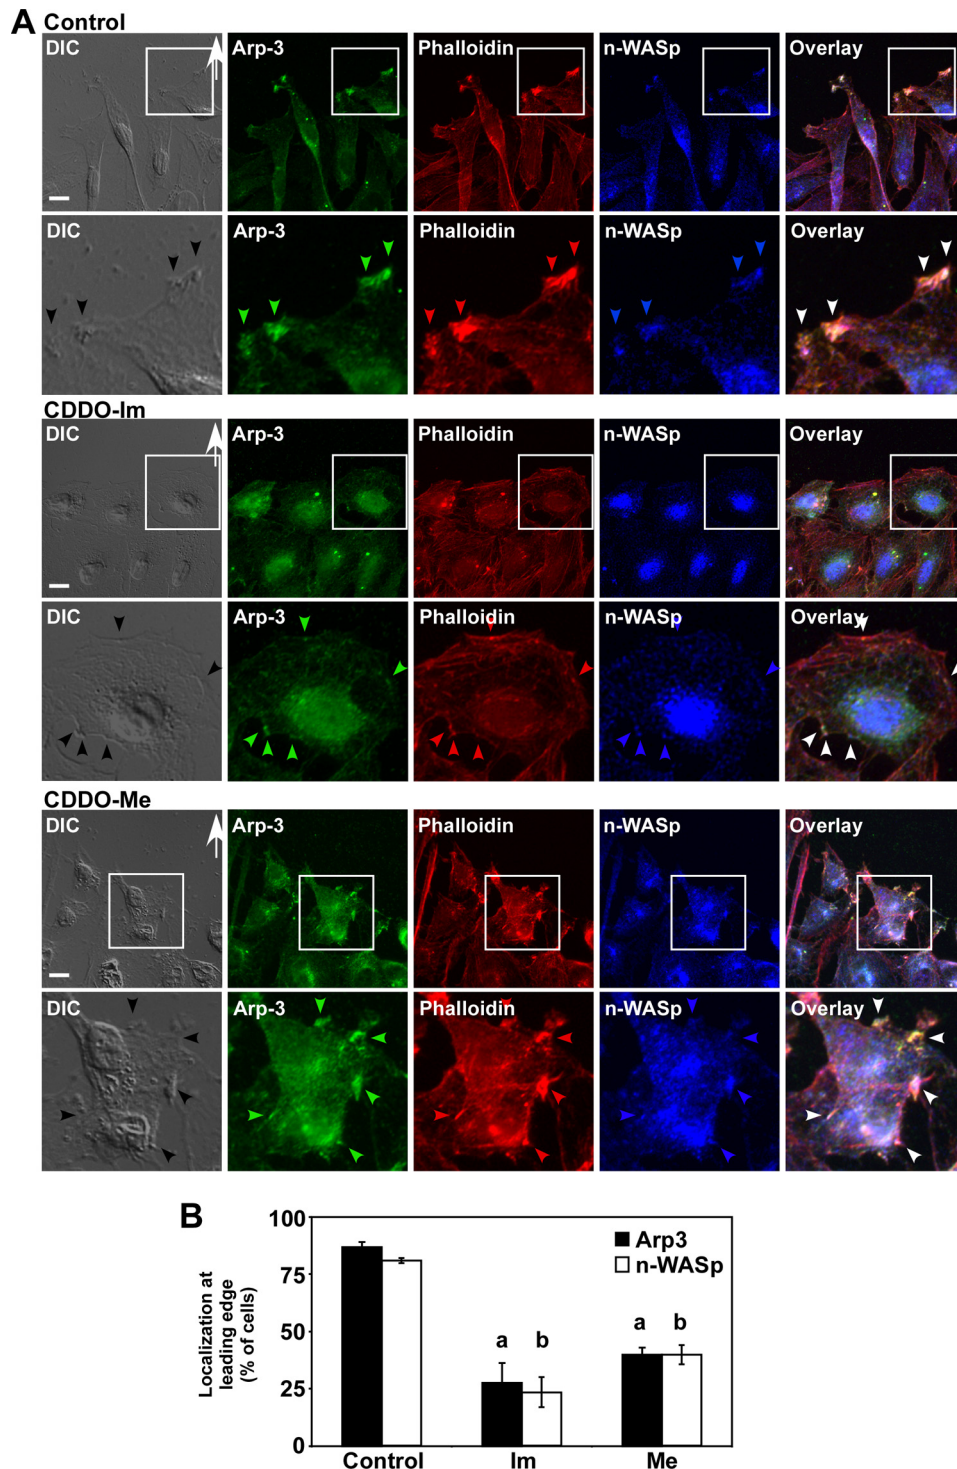 A
Control
DIC Arp-3 Phalloidin n-WASp Overlay
DIC Arp-3 Phalloidin n-WASp Overlay
CDDO-Im
DIC Arp-3 Phalloidin n-WASp Overlay
DIC Arp-3 Phalloidin n-WASp Overlay
CDDO-Me
DIC Arp-3 Phalloidin n-WASp Overlay
DIC Arp-3 Phalloidin n-WASp Overlay
B
Localization at
leading edge
(% of cells)
100
75
50
25
0
Arp3
n-WASp
a b a b
Control Im Me